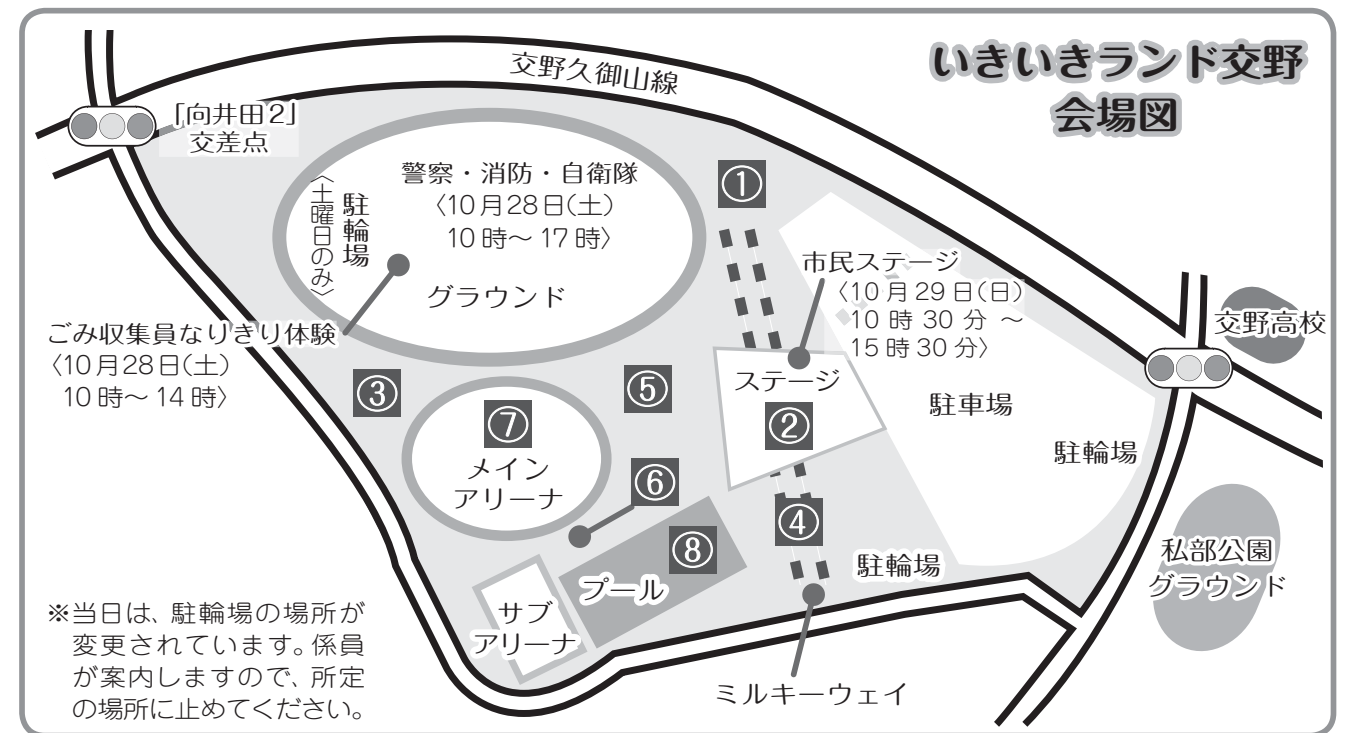 いきいきランド交野
会場図
交野久御山線
「向井田2」
交差点
警察・消防・自衛隊
〈10月28日(土)
10時～17時〉
駐輪場
〈土曜日のみ〉
グラウンド
①
市民ステージ
〈10月29日(日)
10時30分～
15時30分〉
交野高校
ごみ収集員なりきり体験
〈10月28日(土)
10時～14時〉
③
⑤
ステージ
②
駐車場
駐輪場
⑦
メイン
アリーナ
⑥
④
⑧
プール
駐輪場
私部公園
グラウンド
サブ
アリーナ
ミルキーウェイ
※当日は、駐輪場の場所が
変更されています。係員
が案内しますので、所定
の場所に止めてください。